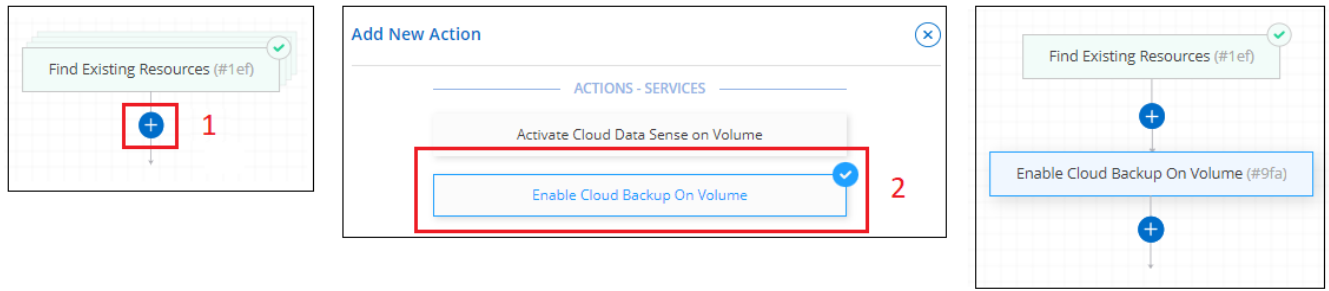 Find Existing Resources (#1ef)
1
Add New Action
ACTIONS - SERVICES
Activate Cloud Data Sense on Volume
Enable Cloud Backup On Volume
2
Find Existing Resources (#1ef)
Enable Cloud Backup On Volume (#9fa)